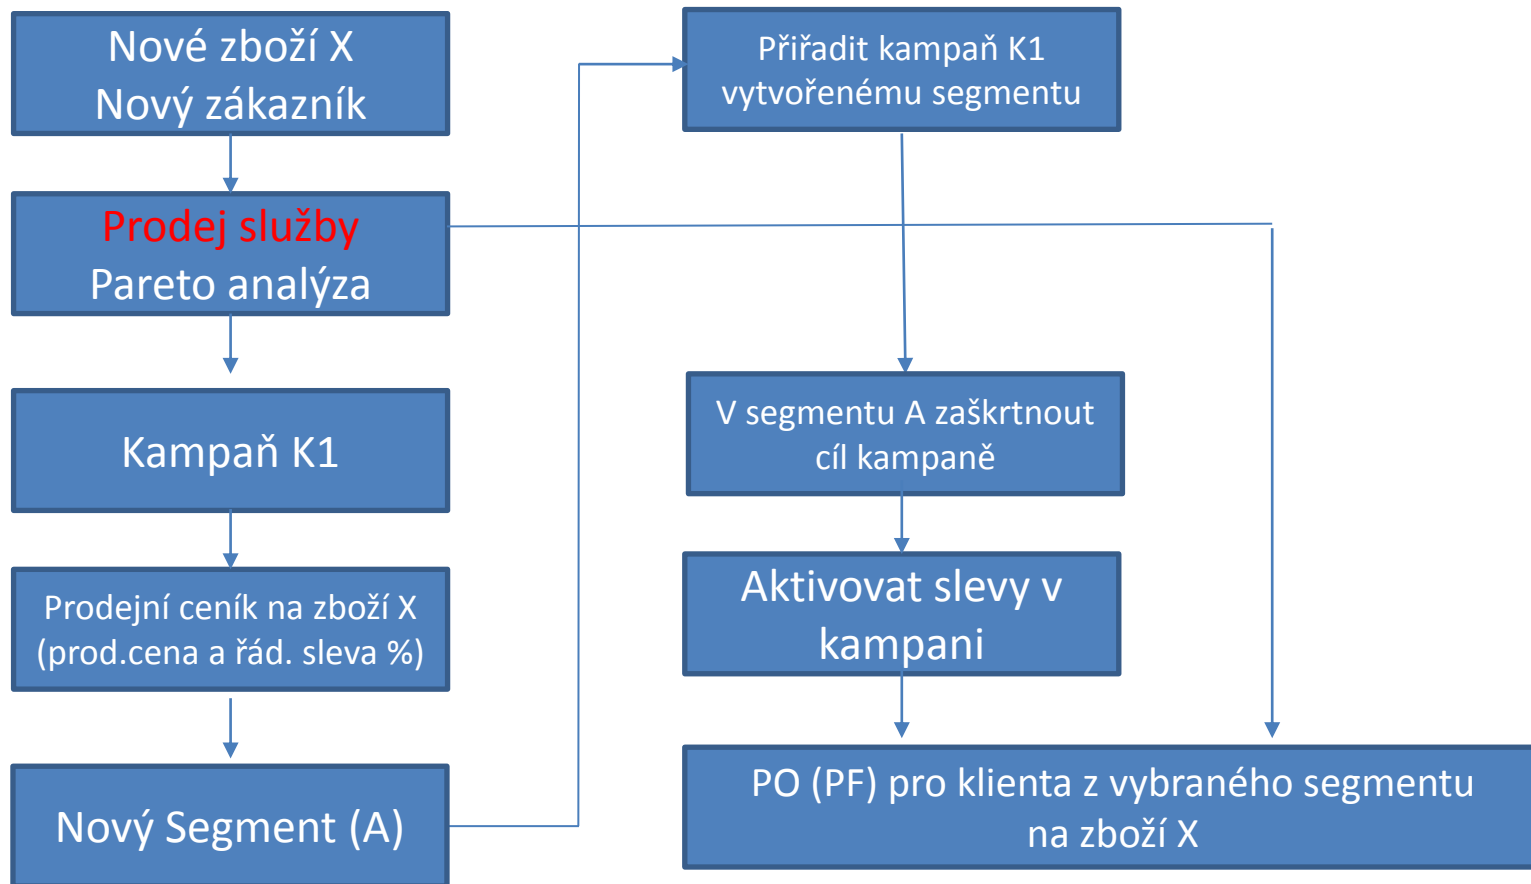 Nové zboží X
Nový zákazník
Prodej služby
Pareto analýza
Kampaň K1
Prodejní ceník na zboží X
(prod.cena a řád. sleva %)
Nový Segment (A)
Přiřadit kampaň K1
vytvořenému segmentu
V segmentu A zaškrtnout
cíl kampaně
Aktivovat slevy v
kampani
PO (PF) pro klienta z vybraného segmentu
na zboží X